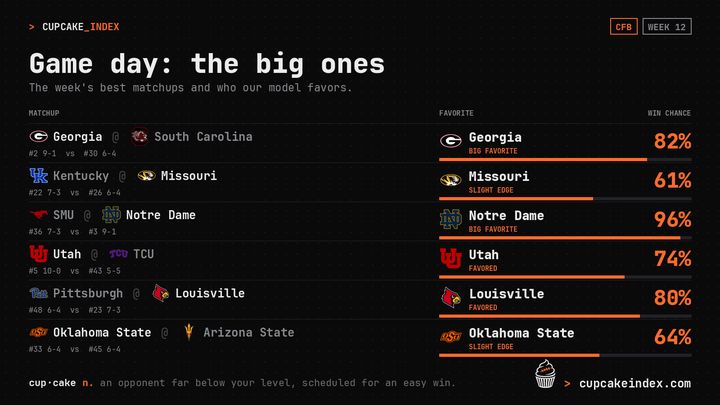 > CUPCAKE_INDEX
CFB WEEK 12
Game day: the big ones
The week's best matchups and who our model favors.
MATCHUP FAVORITE WIN CHANCE
Georgia @ South Carolina
#2 9-1 vs #30 6-4
Georgia
BIG FAVORITE
82%
Kentucky @ Missouri
#22 7-3 vs #26 6-4
Missouri
SLIGHT EDGE
61%
SMU @ Notre Dame
#36 7-3 vs #3 9-1
Notre Dame
BIG FAVORITE
96%
Utah @ TCU
#5 10-0 vs #43 5-5
Utah
FAVORED
74%
Pittsburgh @ Louisville
#48 6-4 vs #23 7-3
Louisville
FAVORED
80%
Oklahoma State @ Arizona State
#33 6-4 vs #45 6-4
Oklahoma State
SLIGHT EDGE
64%
cup·cake n. an opponent far below your level, scheduled for an easy win.
> cupcakeindex.com